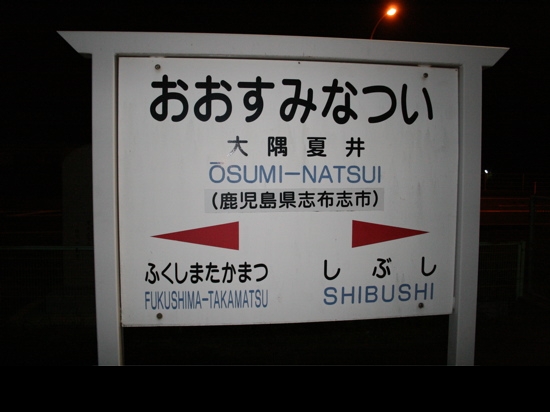 おおすみなつい
大隅夏井
ŌSUMI-NATSUI
(鹿児島県志布志市)
ふくしまたかまつ しぶし
FUKUSHIMA-TAKAMATSU SHIBUSHI